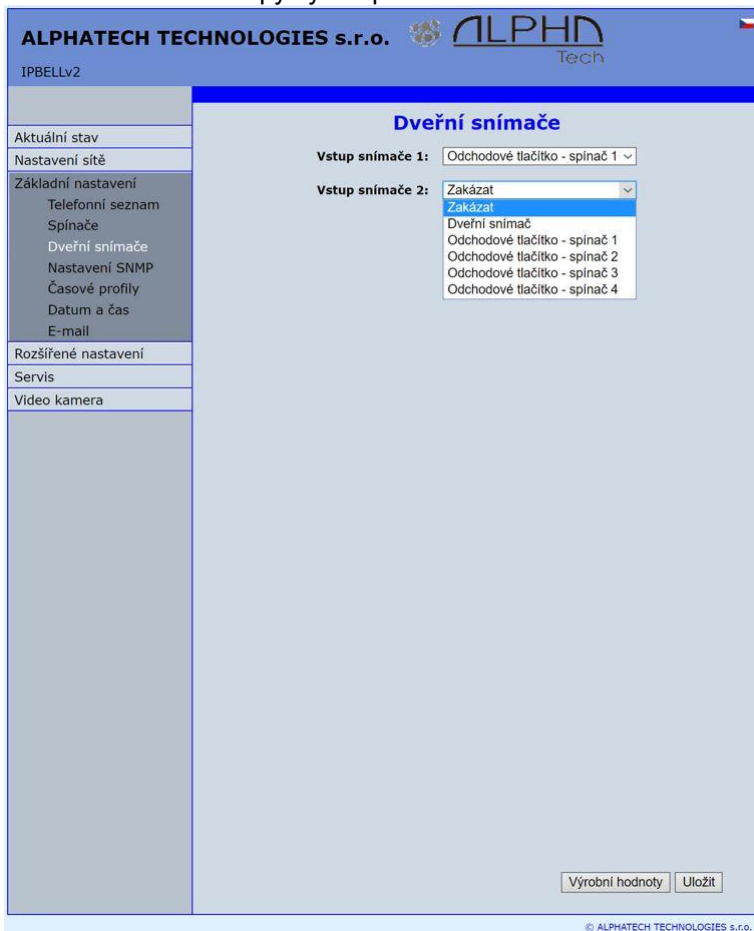 ALPHATECH TECHNOLOGIES s.r.o.
ALPHA
Tech
IPBELLv2
Aktuální stav
Nastavení sítě
Základní nastavení
Telefonní seznam
Spínače
Dveřní snímače
Nastavení SNMP
Časové profily
Datum a čas
E-mail
Rozšířené nastavení
Servis
Video kamera
Dveřní snímače
Vstup snímače 1: Odchodové tlačítko - spínač 1
Vstup snímače 2: Zakázat
Zakázat
Dveřní snímač
Odchodové tlačítko - spínač 1
Odchodové tlačítko - spínač 2
Odchodové tlačítko - spínač 3
Odchodové tlačítko - spínač 4
Výrobní hodnoty Uložit
© ALPHATECH TECHNOLOGIES s.r.o.